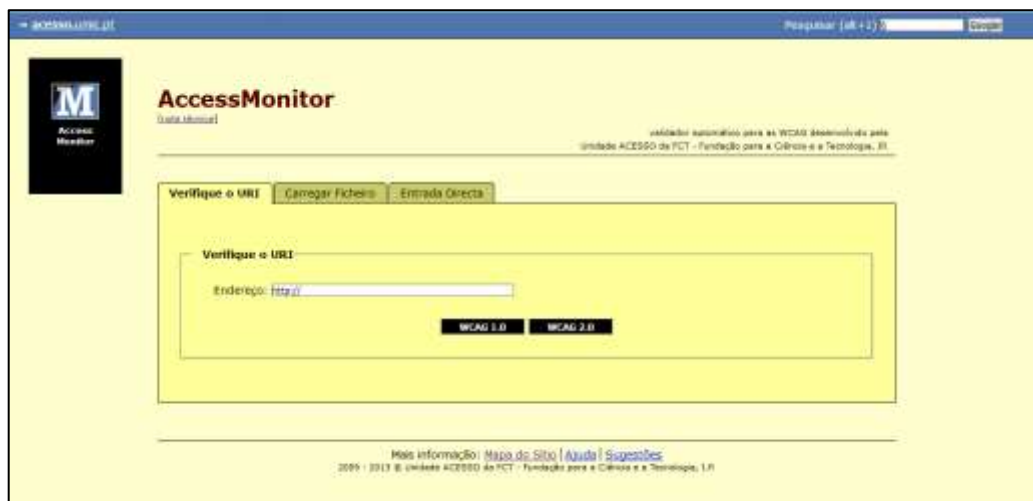 acesso.umic.pt
Pesquisar (alt+1)
Google
M
Access
Monitor
AccessMonitor
[nota técnica]
validador automático para as WCAG desenvolvido pela
Unidade ACESSO da FCT - Fundação para a Ciência e a Tecnologia, IP.
Verifique o URI
Carregar Ficheiro
Entrada Directa
Verifique o URI
Endereço: http://
WCAG 1.0
WCAG 2.0
Mais informação: Mapa do Sítio | Ajuda | Sugestões
2009 - 2013 @ Unidade ACESSO da FCT - Fundação para a Ciência e a Tecnologia, I.P.